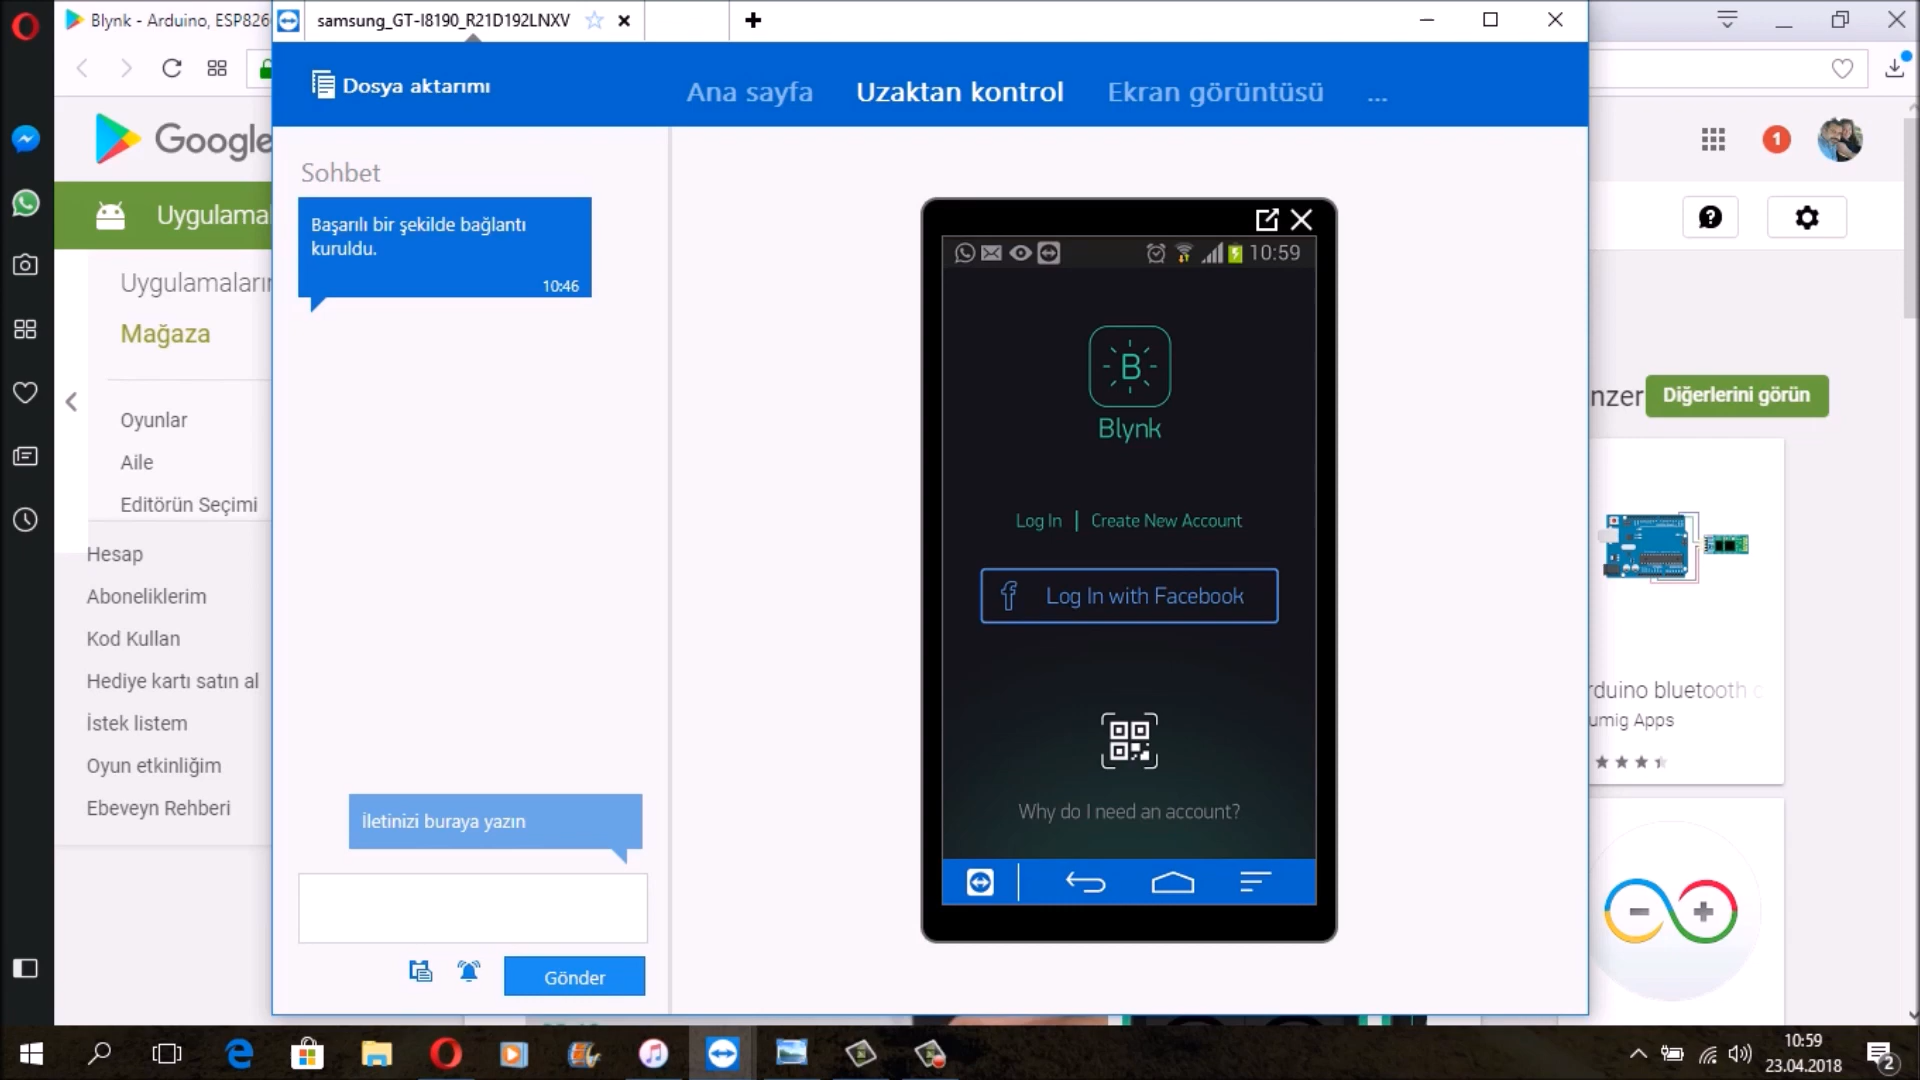 Blynk - Arduino, ESP826
samsung_GT-I8190_R21D192LNXV
Dosya aktarımı
Ana sayfa
Uzaktan kontrol
Ekran görüntüsü
...
Google
1
Uygulamal
Sohbet
Başarılı bir şekilde bağlantı
kuruldu.
10:46
Uygulamaların
Mağaza
Oyunlar
Aile
Editörün Seçimi
Hesap
Aboneliklerim
Kod Kullan
Hediye kartı satın al
İstek listem
Oyun etkinliğim
Ebeveyn Rehberi
10:59
B
Blynk
Log In | Create New Account
f Log In with Facebook
Why do I need an account?
nzer
Diğerlerini görün
rduino bluetooth c
umig Apps
İletinizi buraya yazın
Gönder
10:59
23.04.2018
2